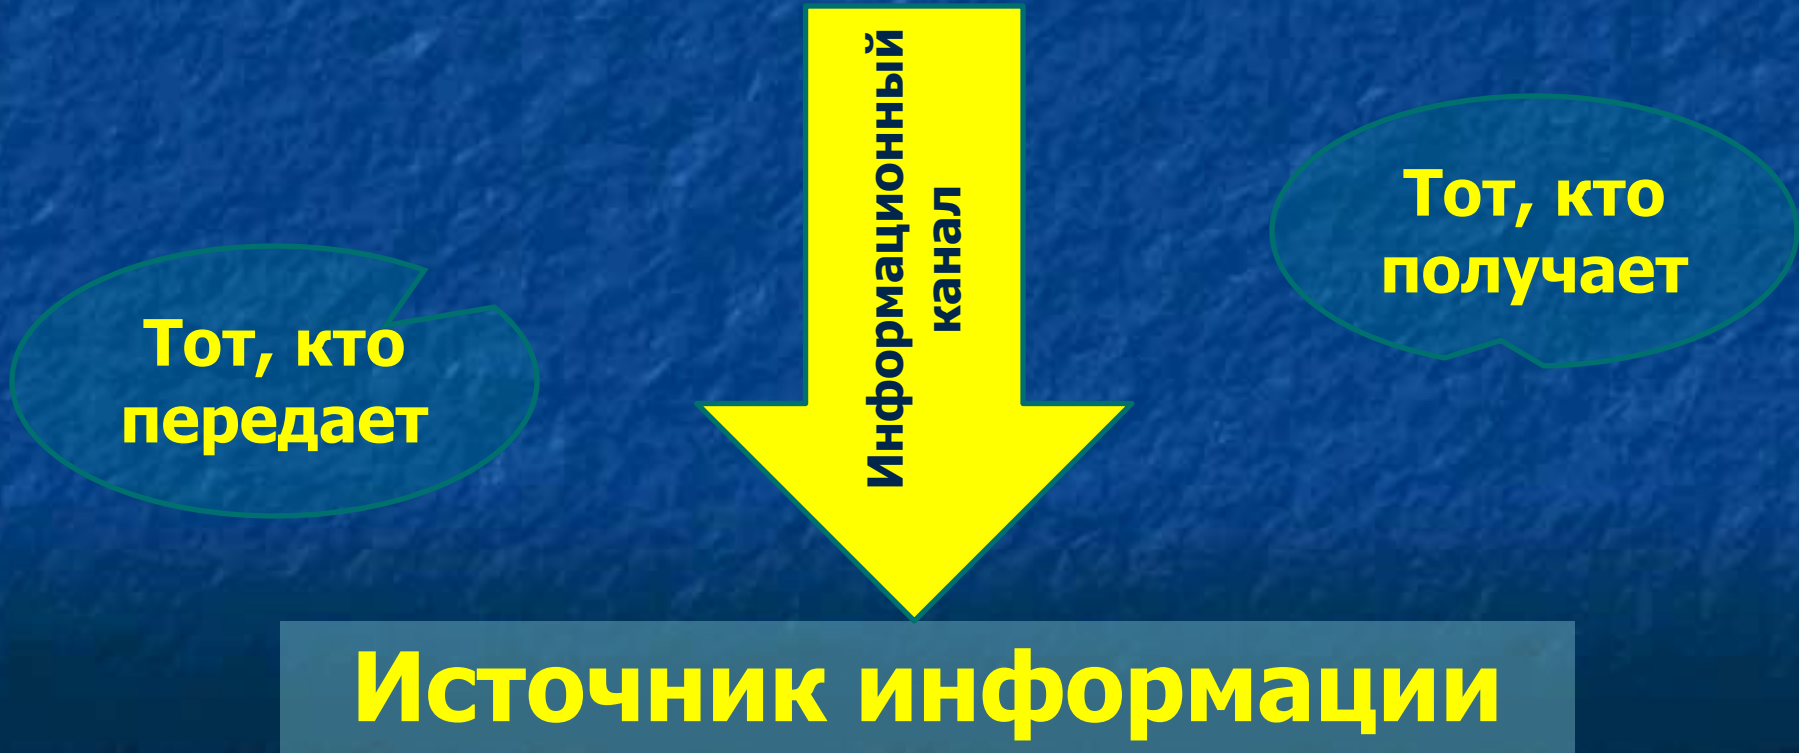 Информационный
канал
Тот, кто
получает
Тот, кто
передает
Источник информации